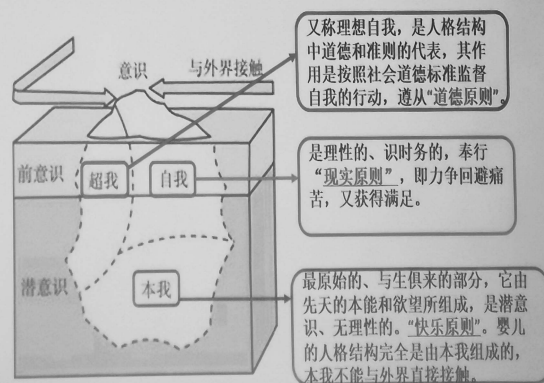 又称理想自我，是人格结构
中道德和准则的代表，其作
用是按照社会道德标准监督
自我的行动，遵从“道德原则”。
意识
与外界接触
前意识
超我
自我
是理性的、识时务的，奉行
“现实原则”，即力争回避痛
苦，又获得满足。
潜意识
本我
最原始的、与生俱来的部分，它由
先天的本能和欲望所组成，是潜意
识、无理性的。“快乐原则”。婴儿
的人格结构完全是由本我组成的，
本我不能与外界直接接触。